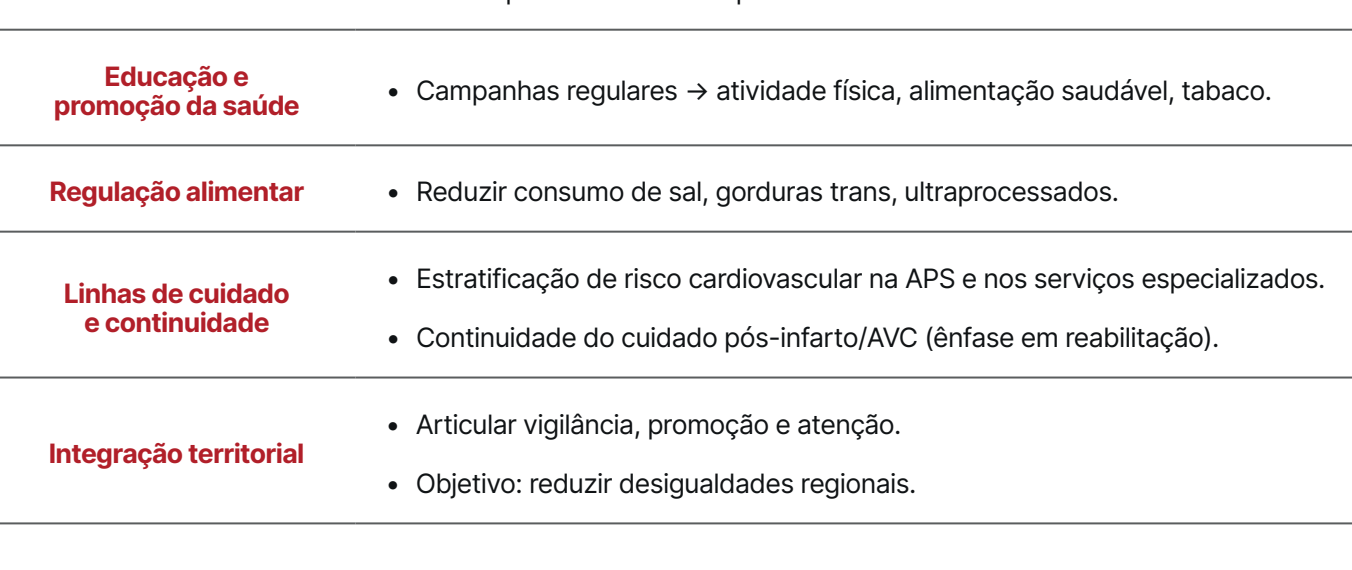 Educação e
promoção da saúde
• Campanhas regulares → atividade física, alimentação saudável, tabaco.
Regulação alimentar
• Reduzir consumo de sal, gorduras trans, ultraprocessados.
Linhas de cuidado
e continuidade
• Estratificação de risco cardiovascular na APS e nos serviços especializados.
• Continuidade do cuidado pós-infarto/AVC (ênfase em reabilitação).
Integração territorial
• Articular vigilância, promoção e atenção.
• Objetivo: reduzir desigualdades regionais.